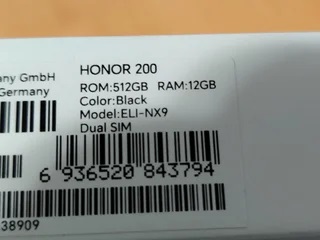 any GmbH
Germany
HONOR 200
ROM:512GB RAM:12GB
Color:Black
Model:ELI-NX9
Dual SIM
6 936520 843794
38909